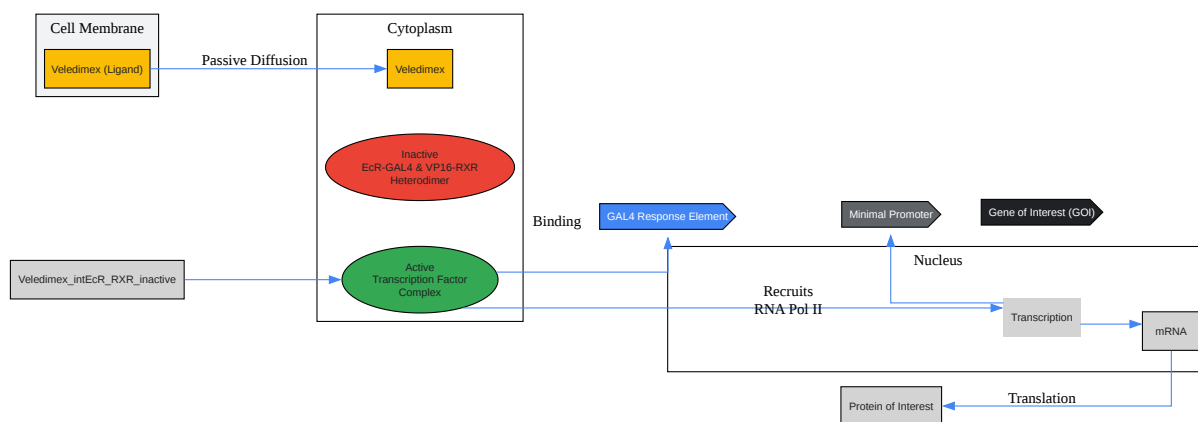 Cell Membrane
Cytoplasm
Veledimex (Ligand)
Passive Diffusion
Veledimex
Inactive
EcR-GAL4 & VP16-RXR
Heterodimer
Binding
GAL4 Response Element
Minimal Promoter
Gene of Interest (GOI)
Nucleus
Veledimex_intEcR_RXR_inactive
Active
Transcription Factor
Complex
Recruits
RNA Pol II
Transcription
mRNA
Translation
Protein of Interest